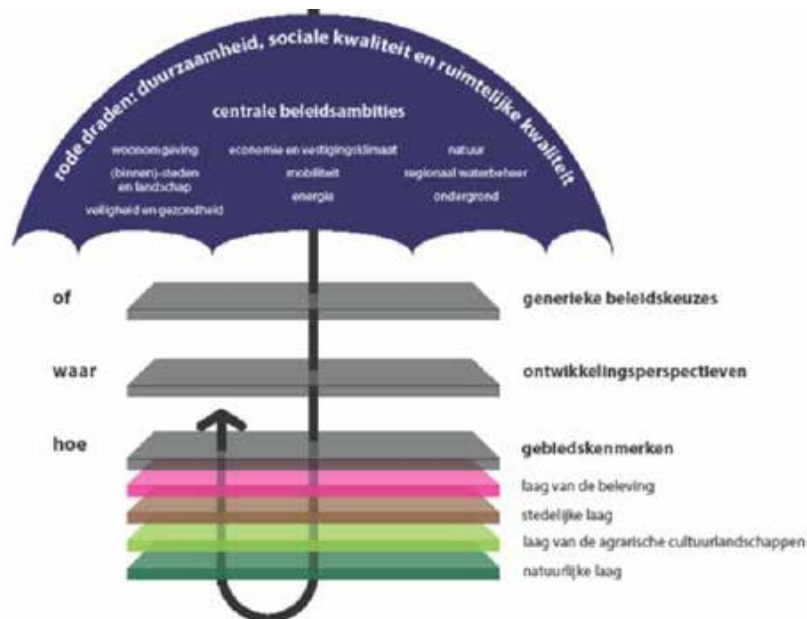 rode draden: duurzaamheid, sociale kwaliteit en ruimtelijke kwaliteit
centrale beleidsambities
woonomgeving
(binnen)-steden
en landschap
veiligheid en gezondheid
economie en vestigingsklimaat
mobiliteit
energie
natuur
regionaal waterbeheer
ondergrond
of
generieke beleidskeuzes
waar
ontwikkelingsperspectieven
hoe
gebiedskenmerken
laag van de beleving
stedelijke laag
laag van de agrarische cultuurlandschappen
natuurlijke laag